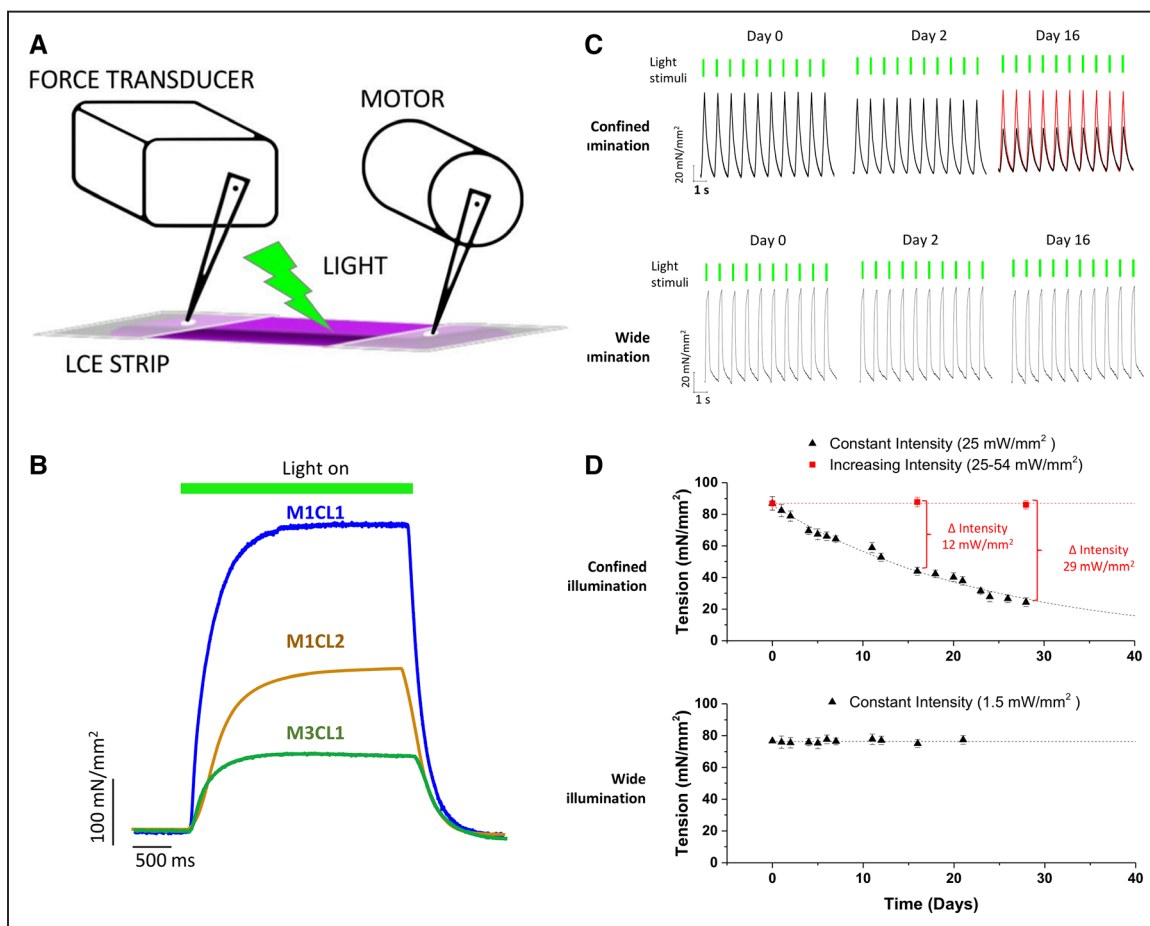 A
FORCE TRANSDUCER
MOTOR
LIGHT
LCE STRIP
B
Light on
M1CL1
M1CL2
M3CL1
100 mN/mm²
500 ms
C
Day 0
Day 2
Day 16
Light
stimuli
Confined
ımination
20 mN/mm²
1 s
Day 0
Day 2
Day 16
Light
stimuli
Wide
ımination
20 mN/mm²
1 s
D
Constant Intensity (25 mW/mm²)
Increasing Intensity (25-54 mW/mm²)
Confined
illumination
Tension (mN/mm²)
100
80
60
40
20
0
Δ Intensity
12 mW/mm²
Δ Intensity
29 mW/mm²
0
10
20
30
40
Constant Intensity (1.5 mW/mm²)
Wide
illumination
Tension (mN/mm²)
100
80
60
40
20
0
0
10
20
30
40
Time (Days)